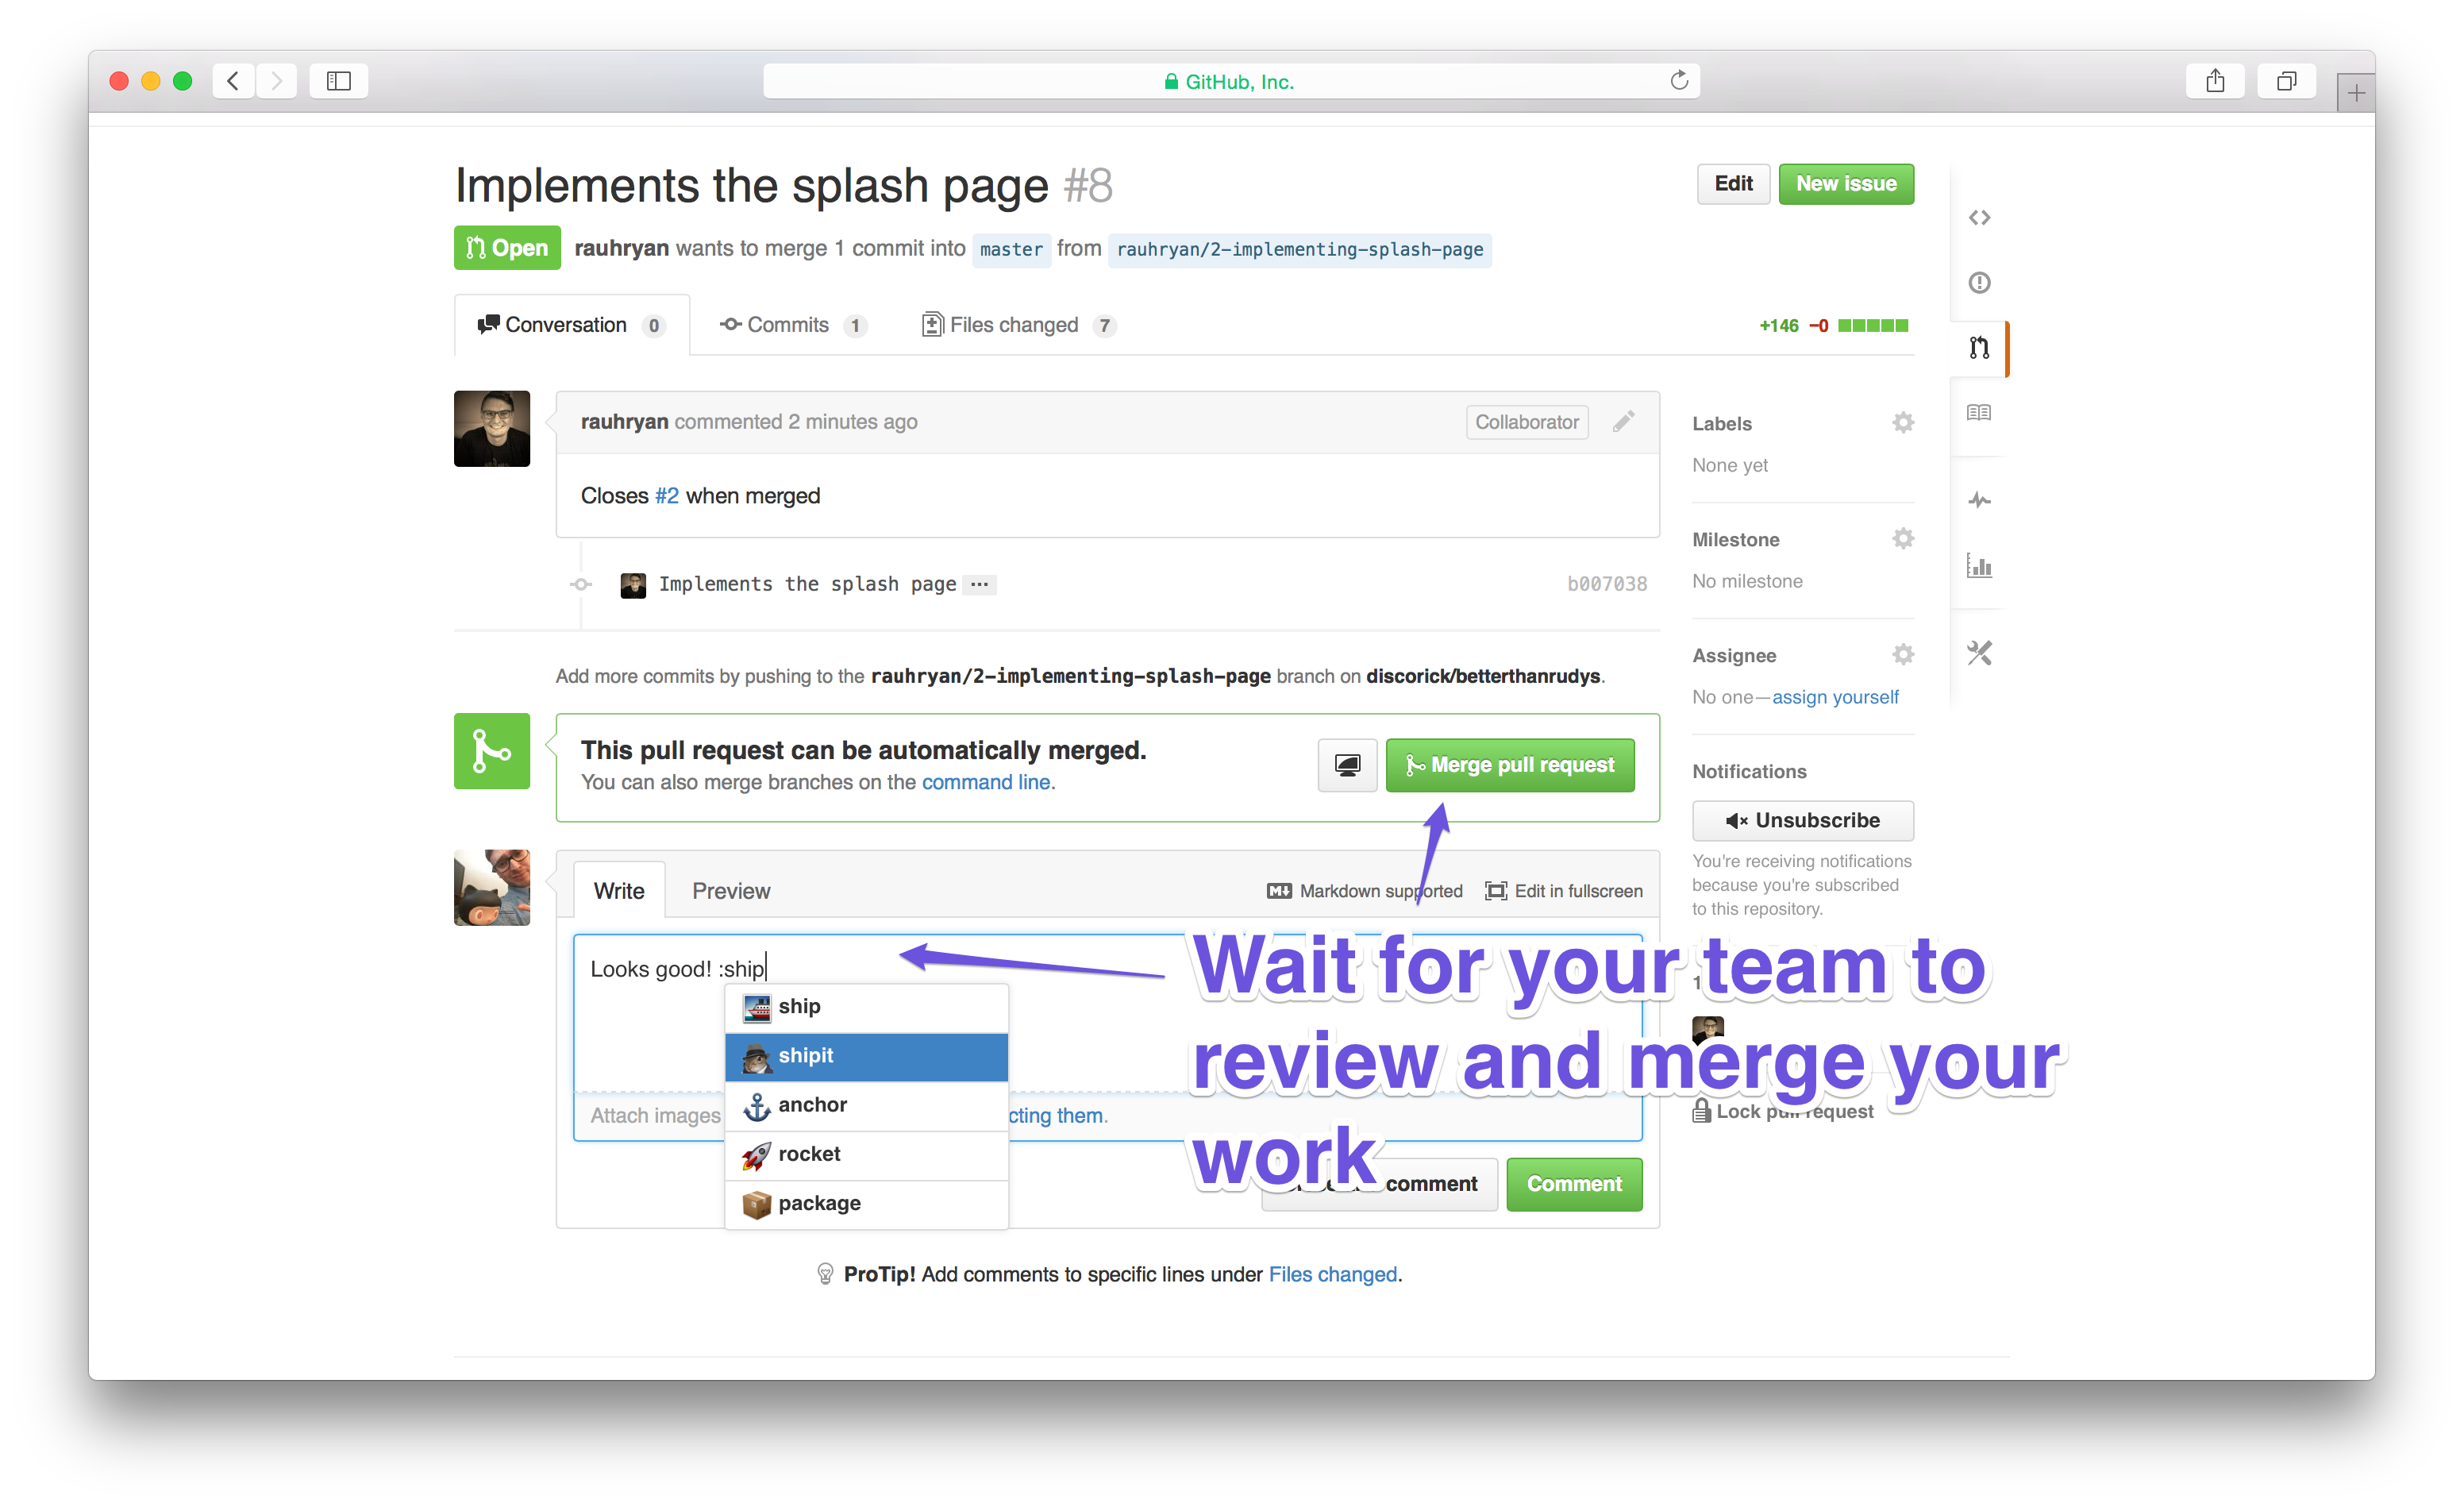 GitHub, Inc.
Implements the splash page #8
Edit
New issue
Open
rauhryan wants to merge 1 commit into master from rauhryan/2-implementing-splash-page
Conversation 0
Commits 1
Files changed 7
+146 −0
rauhryan commented 2 minutes ago
Collaborator
Closes #2 when merged
Implements the splash page ...
b007038
Add more commits by pushing to the rauhryan/2-implementing-splash-page branch on discorick/betterthanrudys.
This pull request can be automatically merged.
You can also merge branches on the command line.
Merge pull request
Write
Preview
Markdown supported
Edit in fullscreen
Looks good! :ship
ship
shipit
anchor
rocket
package
Attach images
cting them.
comment
Comment
ProTip! Add comments to specific lines under Files changed.
Labels
None yet
Milestone
No milestone
Assignee
No one—assign yourself
Notifications
Unsubscribe
You're receiving notifications
because you're subscribed
to this repository.
1
Lock pull request
Wait for your team to
review and merge your
work